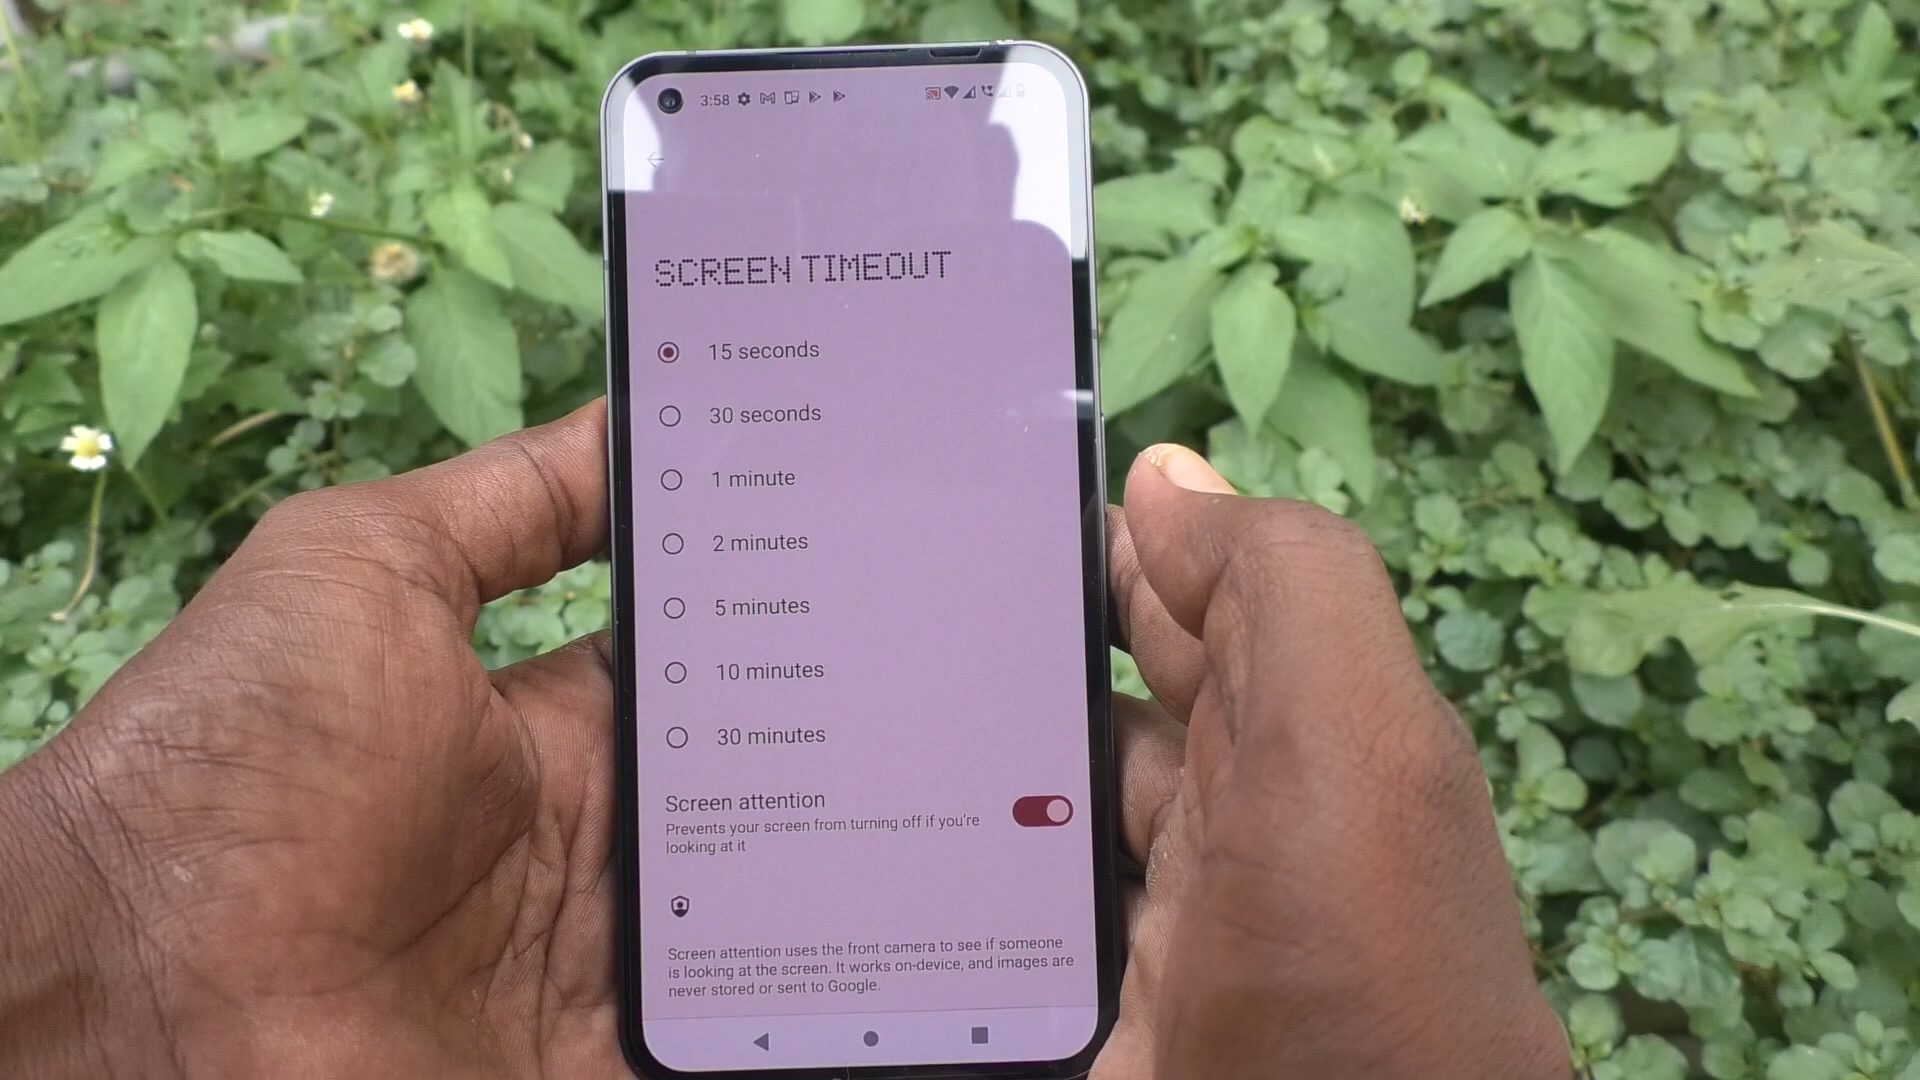 3:58
SCREEN TIMEOUT
15 seconds
30 seconds
1 minute
2 minutes
5 minutes
10 minutes
30 minutes
Screen attention
Prevents your screen from turning off if you're
looking at it
Screen attention uses the front camera to see if someone
is looking at the screen. It works on-device, and images are
never stored or sent to Google.